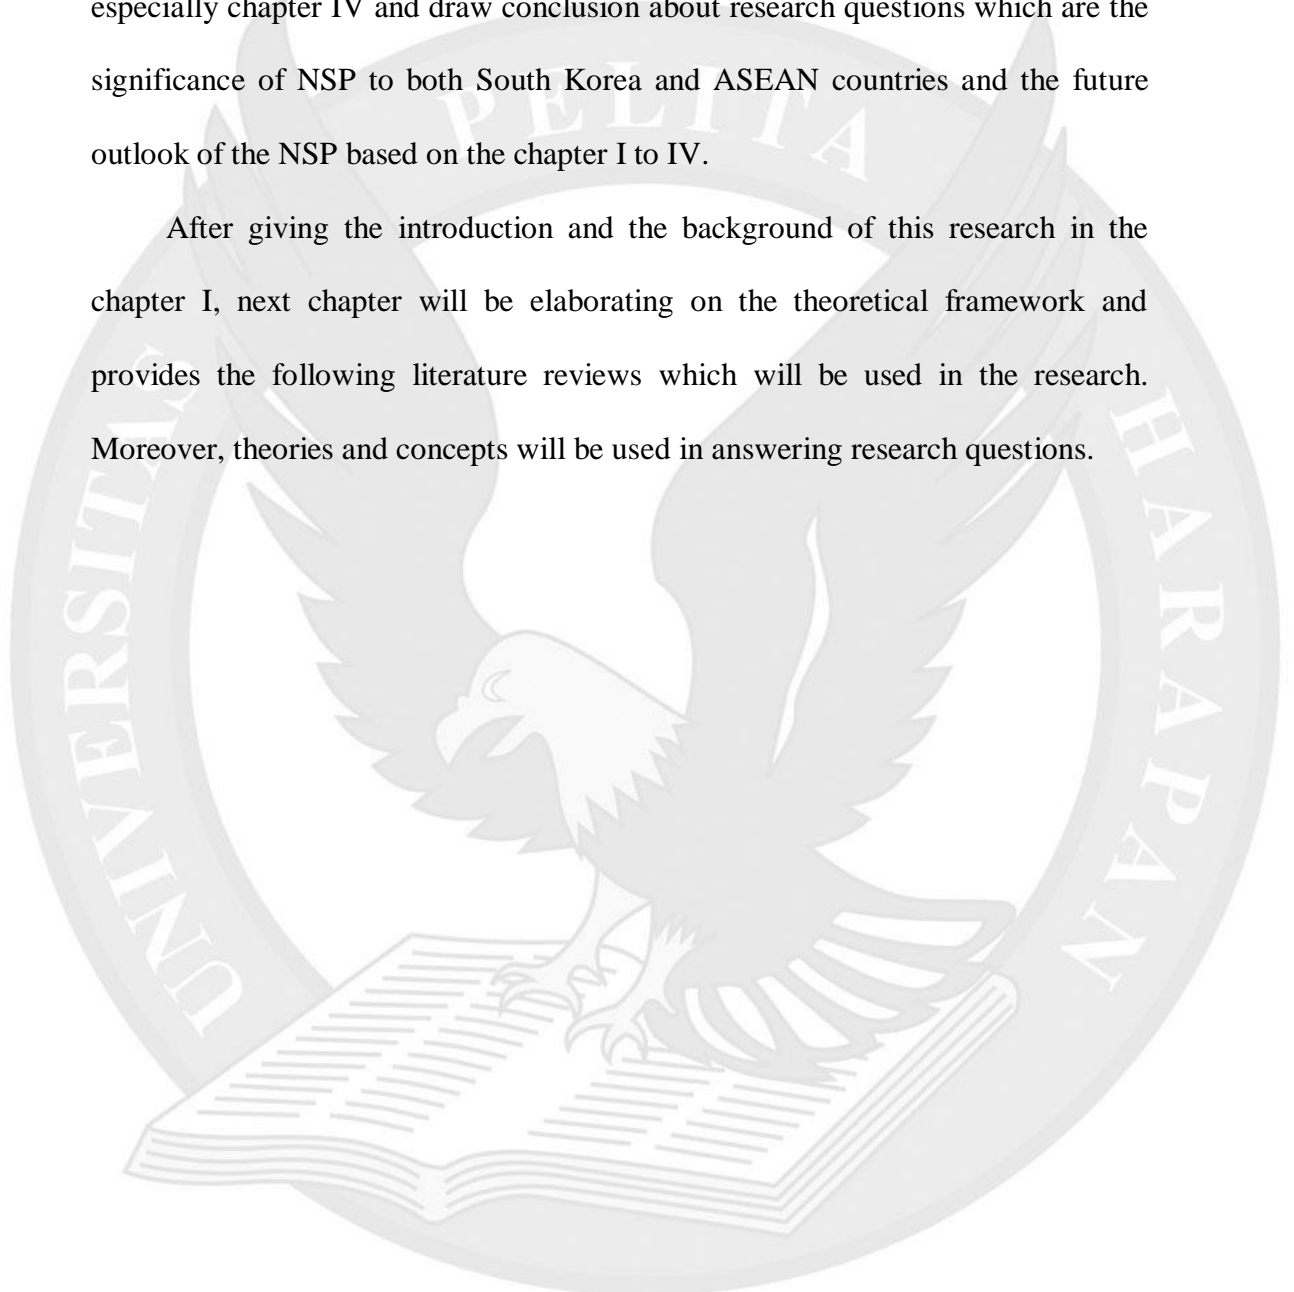 especially chapter IV and draw conclusion about research questions which are the
significance of NSP to both South Korea and ASEAN countries and the future
outlook of the NSP based on the chapter I to IV.
After giving the introduction and the background of this research in the
chapter I, next chapter will be elaborating on the theoretical framework and
provides the following literature reviews which will be used in the research.
Moreover, theories and concepts will be used in answering research questions.
UNIVERSITAS PELITA HARAPAN